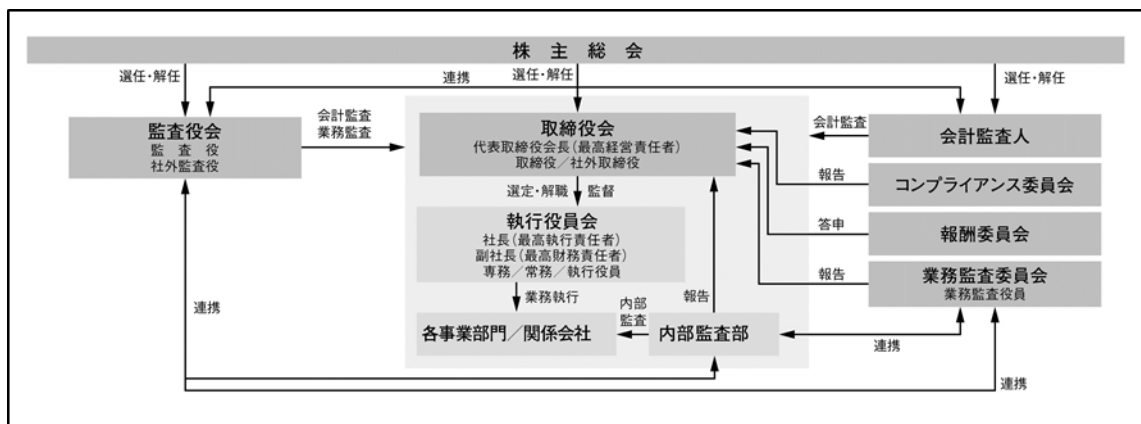 株主総会
選任・解任
連携
選任・解任
選任・解任
監査役会
監査役
社外監査役
会計監査
業務監査
取締役会
代表取締役会長(最高経営責任者)
取締役/社外取締役
会計監査
会計監査人
報告
コンプライアンス委員会
選定・解職
監督
執行役員会
社長(最高執行責任者)
副社長(最高財務責任者)
専務/常務/執行役員
答申
報酬委員会
報告
業務監査委員会
業務監査役員
連携
業務執行
内部
監査
報告
各事業部門/関係会社
内部監査部
連携
連携